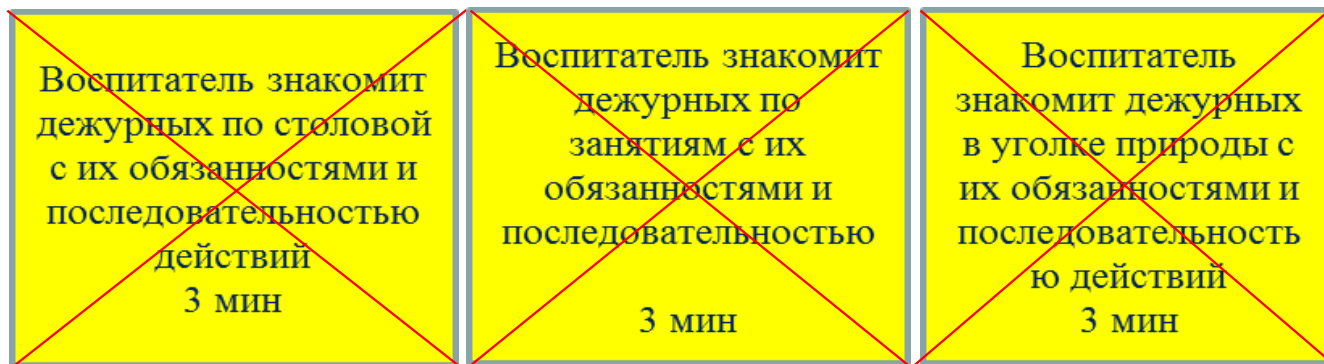 Воспитатель знакомит
дежурных по столовой
с их обязанностями и
последовательностью
действий
3 мин
Воспитатель знакомит
дежурных по
занятиям с их
обязанностями и
последовательностью
3 мин
Воспитатель
знакомит дежурных
в уголке природы с
их обязанностями и
последовательность
ю действий
3 мин